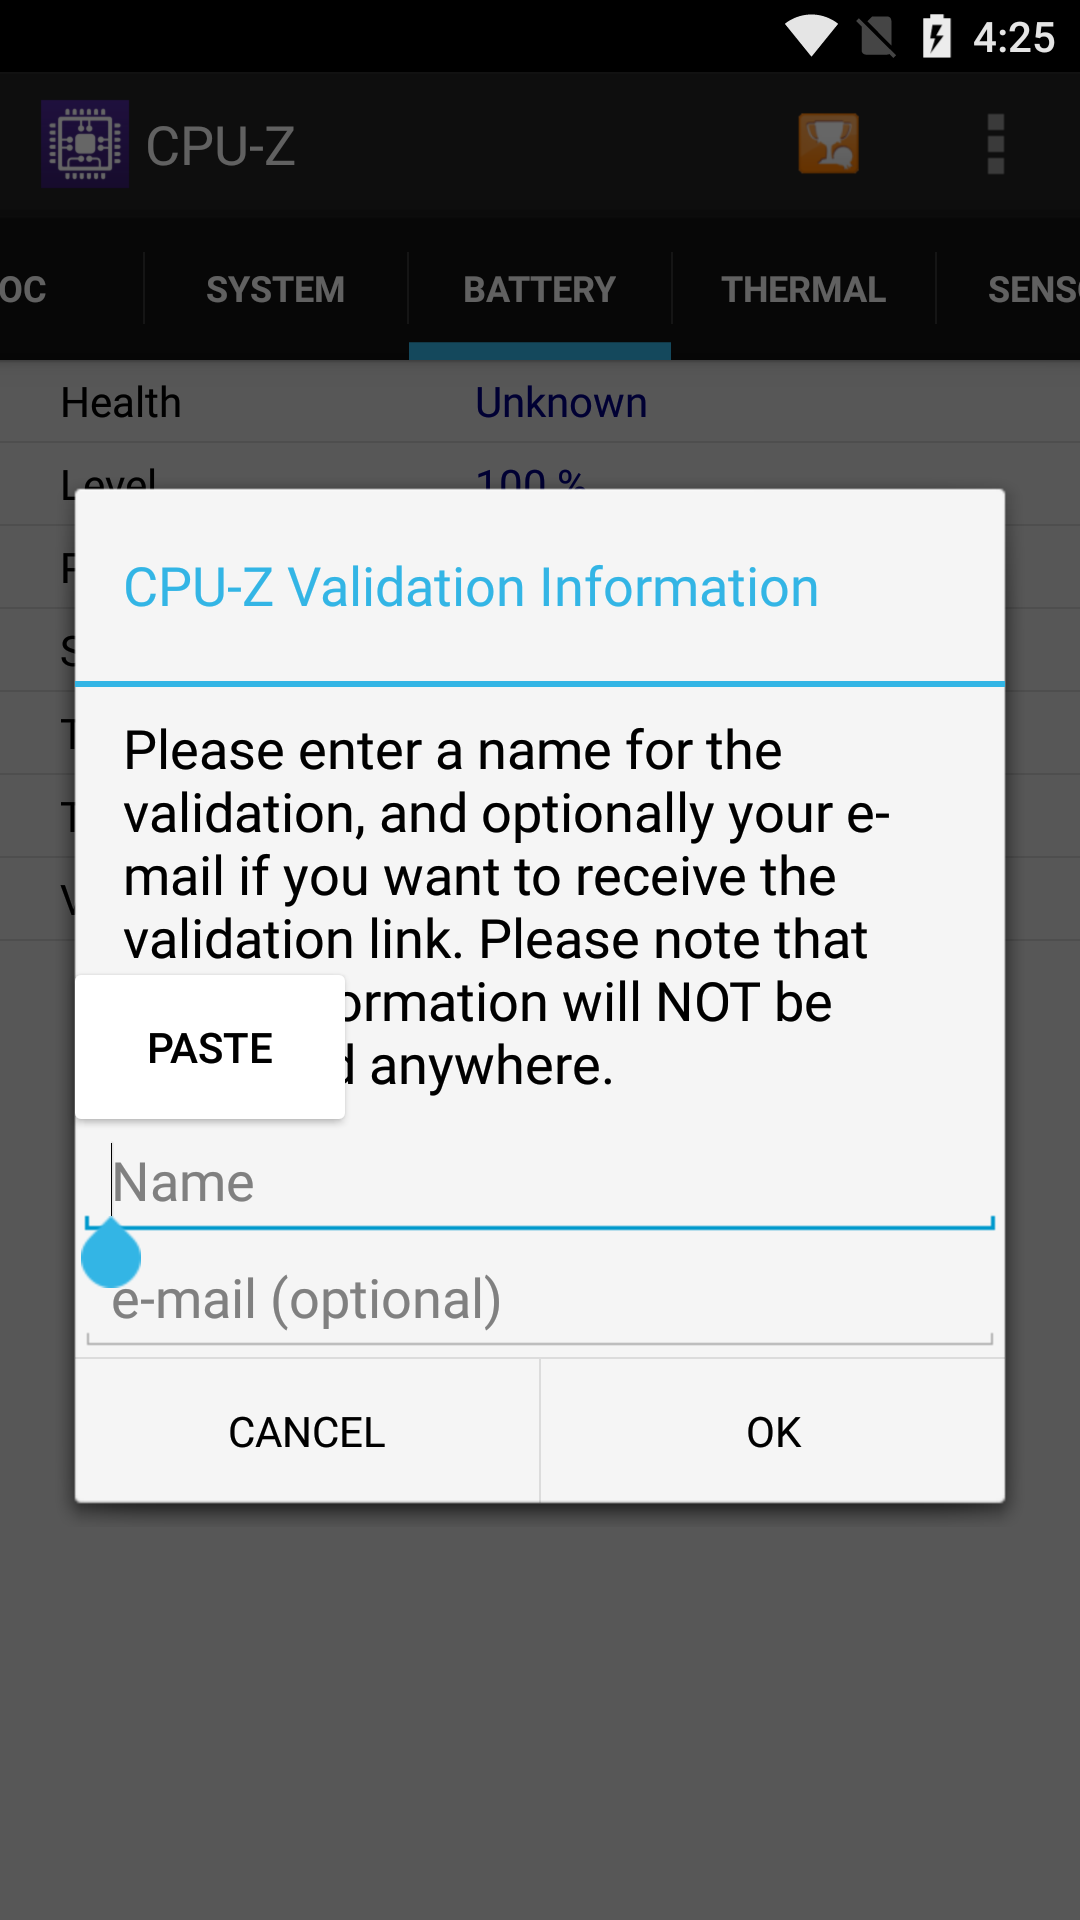 4:25
CPU-Z
OC SYSTEM BATTERY THERMAL SENS
Health Unknown
Level 100 %
CPU-Z Validation Information
Please enter a name for the
validation, and optionally your e-
mail if you want to receive the
validation link. Please note that
ormation will NOT be
d anywhere.
PASTE
Name
e-mail (optional)
CANCEL OK